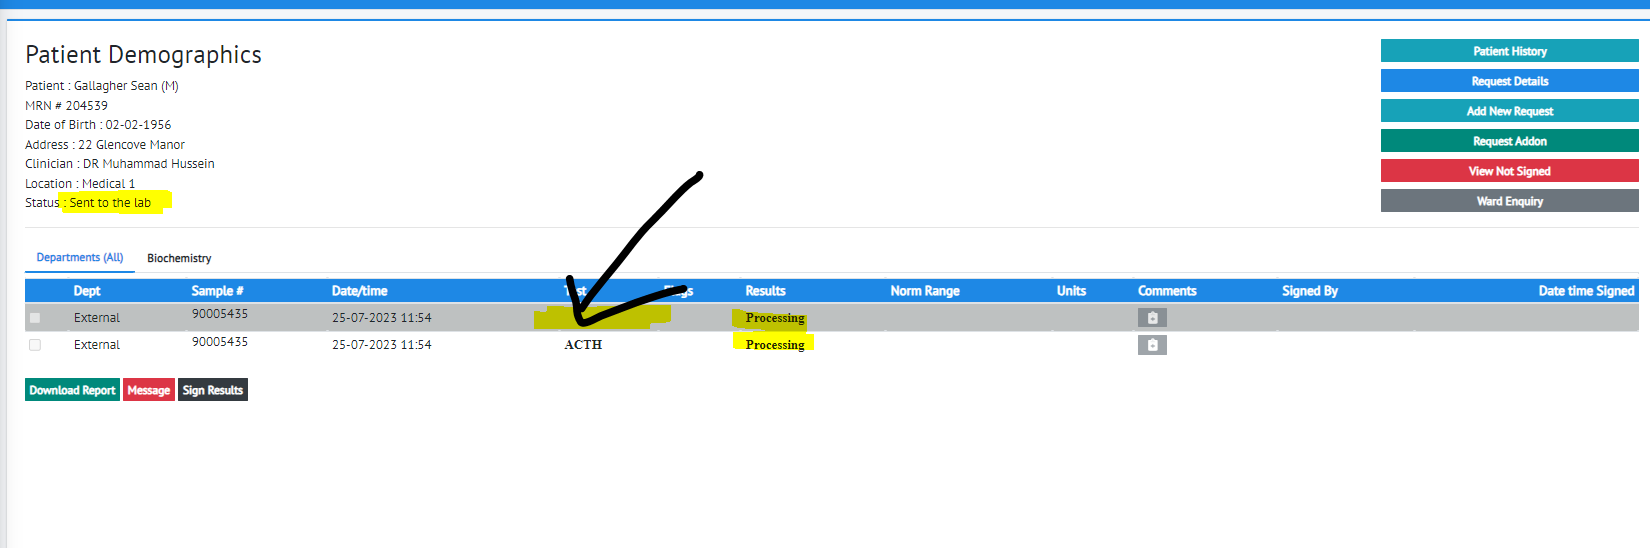 Patient Demographics
Patient : Gallagher Sean (M)
MRN # 204539
Date of Birth : 02-02-1956
Address : 22 Glencove Manor
Clinician : DR Muhammad Hussein
Location : Medical 1
Status : Sent to the lab
Patient History
Request Details
Add New Request
Request Addon
View Not Signed
Ward Enquiry
Departments (All) Biochemistry
Dept Sample # Date/time Test Flags Results Norm Range Units Comments Signed By Date time Signed
External 90005435 25-07-2023 11:54 Processing
External 90005435 25-07-2023 11:54 ACTH Processing
Download Report Message Sign Results